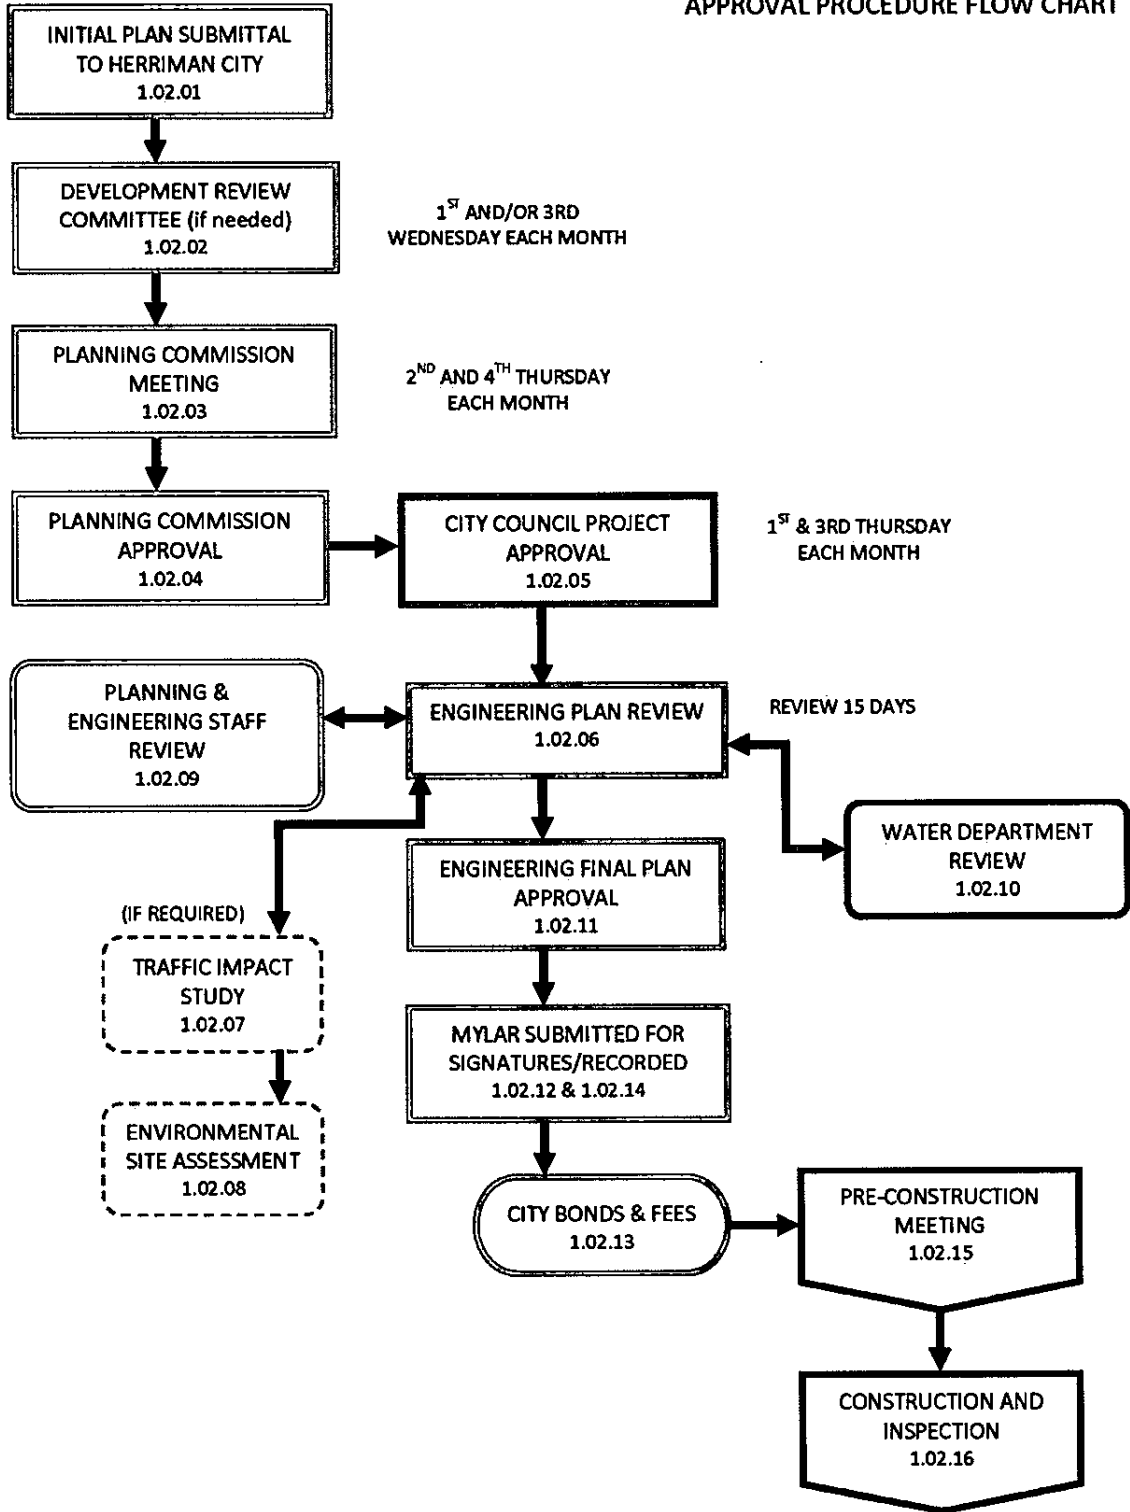 APPROVAL PROCEDURE FLOW CHART
INITIAL PLAN SUBMITTAL
TO HERRIMAN CITY
1.02.01
DEVELOPMENT REVIEW
COMMITTEE (if needed)
1.02.02
1ST AND/OR 3RD
WEDNESDAY EACH MONTH
PLANNING COMMISSION
MEETING
1.02.03
2ND AND 4TH THURSDAY
EACH MONTH
PLANNING COMMISSION
APPROVAL
1.02.04
CITY COUNCIL PROJECT
APPROVAL
1.02.05
1ST & 3RD THURSDAY
EACH MONTH
PLANNING &
ENGINEERING STAFF
REVIEW
1.02.09
ENGINEERING PLAN REVIEW
1.02.06
REVIEW 15 DAYS
WATER DEPARTMENT
REVIEW
1.02.10
ENGINEERING FINAL PLAN
APPROVAL
1.02.11
(IF REQUIRED)
TRAFFIC IMPACT
STUDY
1.02.07
MYLAR SUBMITTED FOR
SIGNATURES/RECORDED
1.02.12 & 1.02.14
ENVIRONMENTAL
SITE ASSESSMENT
1.02.08
CITY BONDS & FEES
1.02.13
PRE-CONSTRUCTION
MEETING
1.02.15
CONSTRUCTION AND
INSPECTION
1.02.16